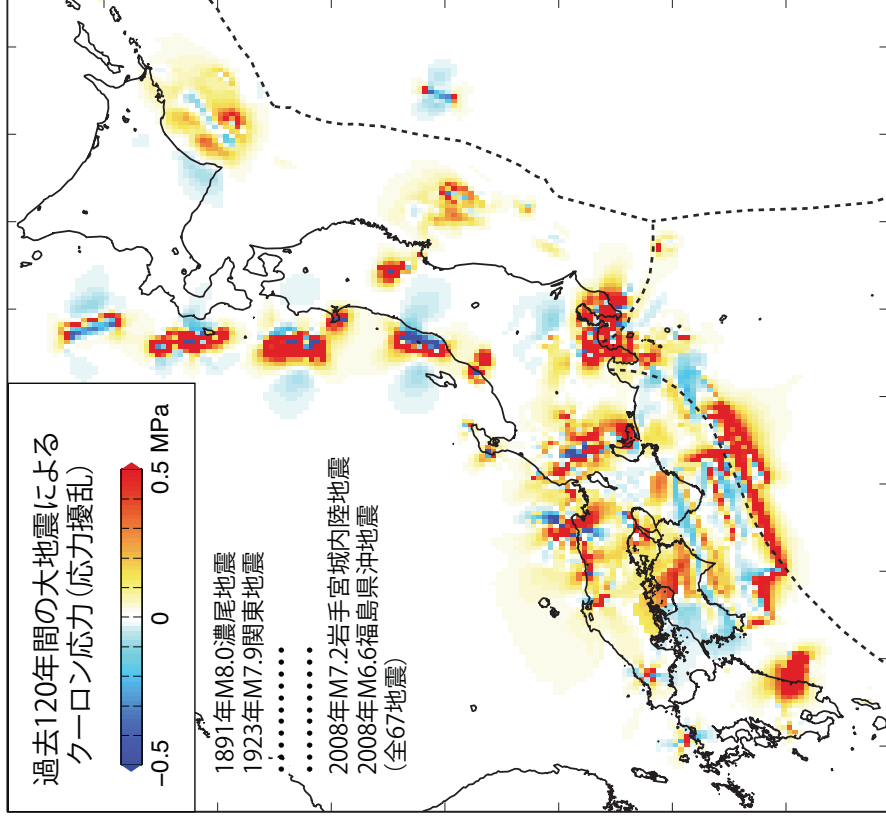 過去120年間の大地震による
クーロン応力（応力擾乱）
−0.5 0 0.5 MPa
1891年M8.0濃尾地震
1923年M7.9関東地震
2008年M7.2岩手宮城内陸地震
2008年M6.6福島県沖地震
（全67地震）